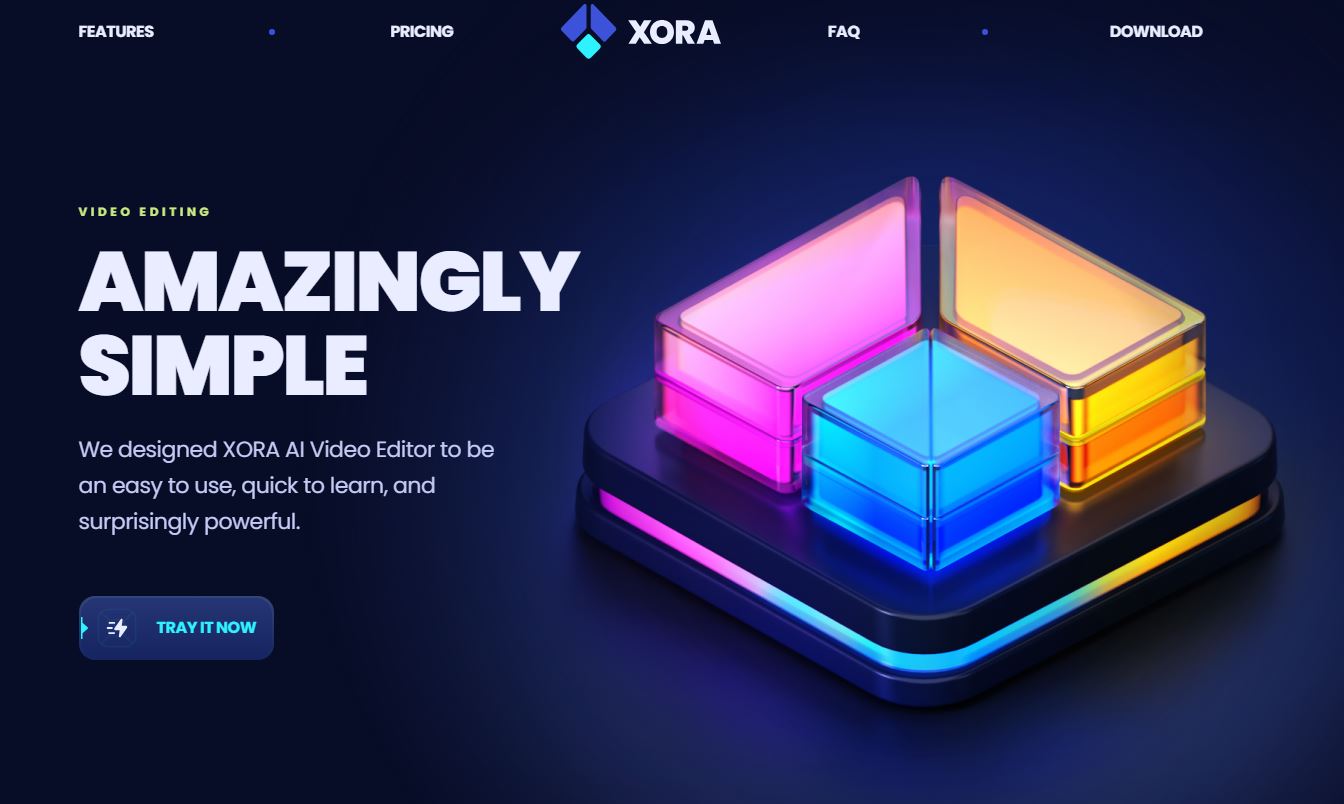 FEATURES
PRICING
XORA
FAQ
DOWNLOAD
VIDEO EDITING
AMAZINGLY
SIMPLE
We designed XORA AI Video Editor to be
an easy to use, quick to learn, and
surprisingly powerful.
TRAY IT NOW